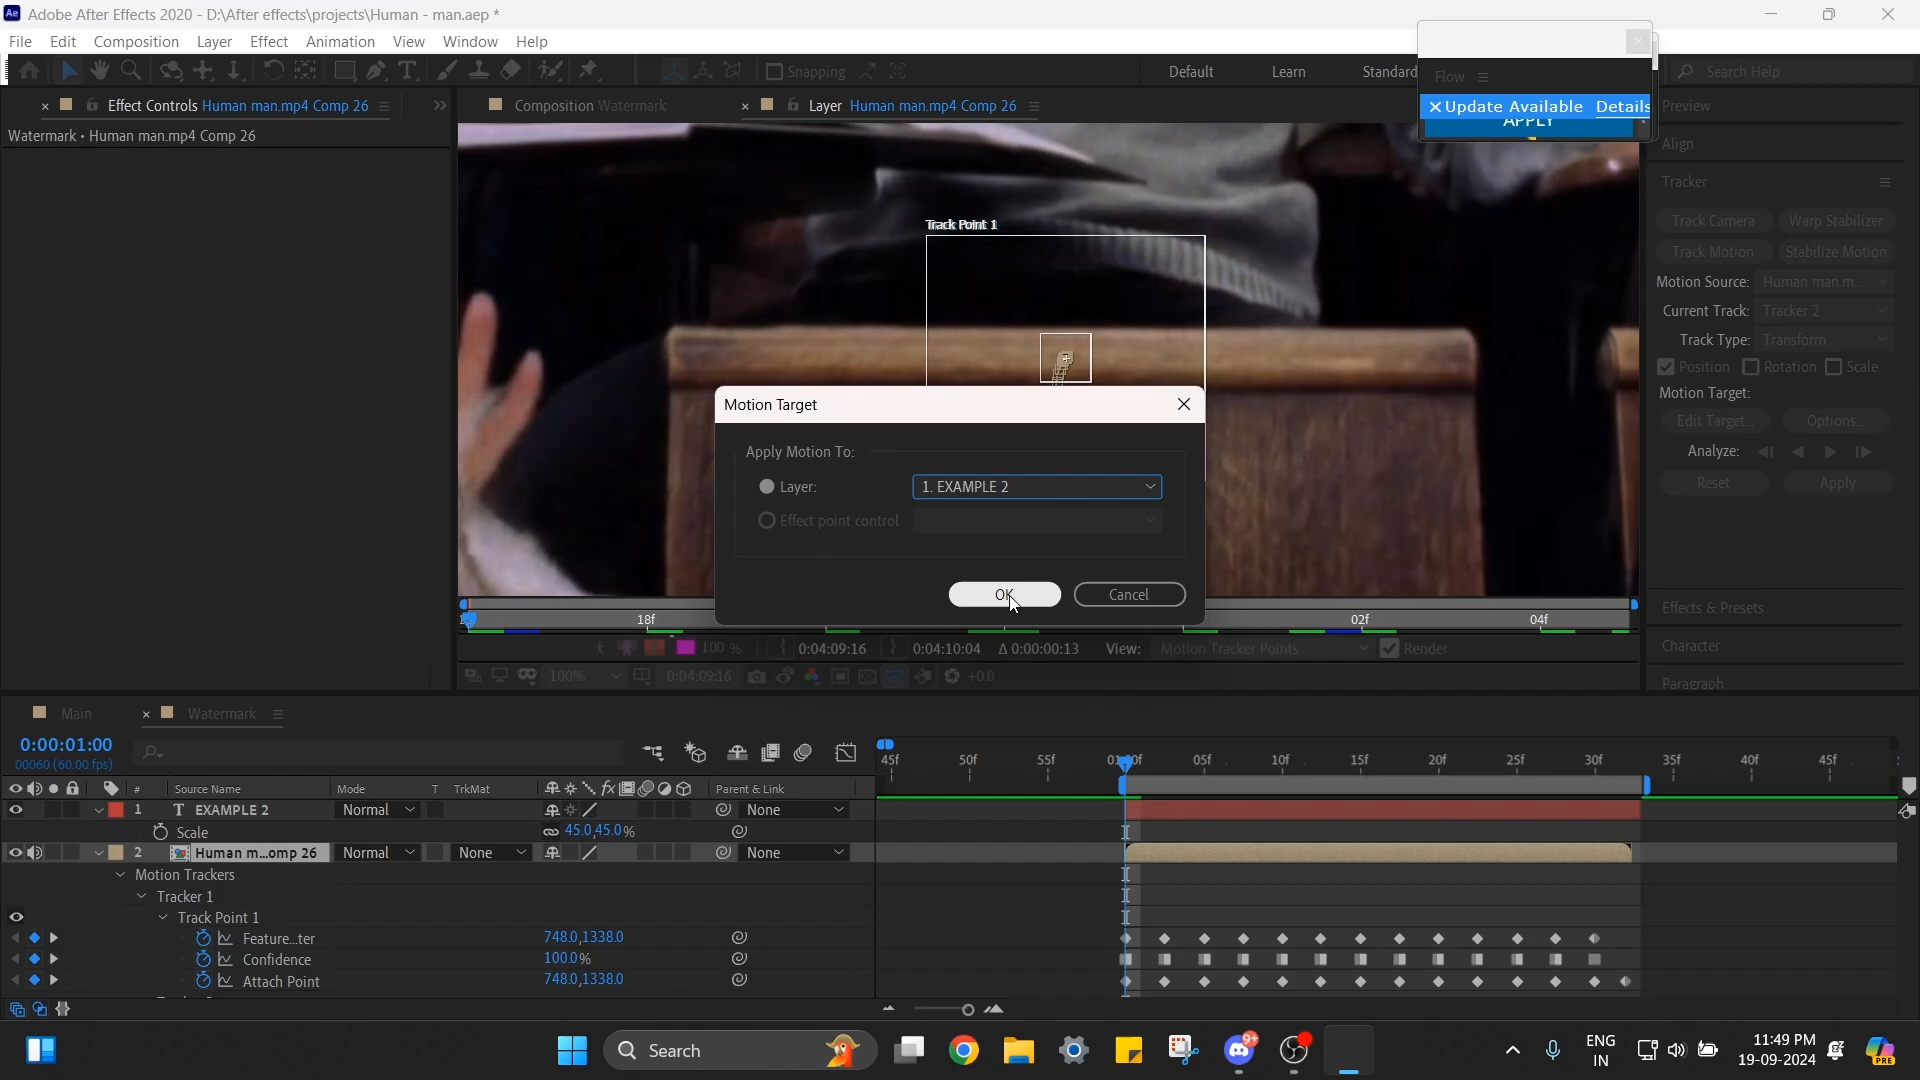 Adobe After Effects 2020 - D:\After effects\projects\Human - man.aep *
File Edit Composition Layer Effect Animation View Window Help
Snapping
Default Learn Standard
Search Help
Flow
Update Available Details
APPLY
Effect Controls Human man.mp4 Comp 26
Composition Watermark
Layer Human man.mp4 Comp 26
Watermark • Human man.mp4 Comp 26
Preview
Align
Tracker
Track Camera Warp Stabilizer
Track Motion Stabilize Motion
Motion Source: Human man.m...
Current Track: Tracker 2
Track Type: Transform
Position Rotation Scale
Motion Target:
Edit Target... Options...
Analyze:
Reset Apply
Effects & Presets
Character
Paragraph
Track Point 1
Motion Target
Apply Motion To:
Layer: 1. EXAMPLE 2
Effect point control
OK Cancel
18f 02f 04f
100 % 0:04:09:16 0:04:10:04 Δ 0:00:00:13 View: Motion Tracker Points Render
100% 0:04:09:16 +0.0
Main Watermark
0:00:01:00
00060 (60.00 fps)
45f 50f 55f 01:00f 05f 10f 15f 20f 25f 30f 35f 40f 45f
# Source Name Mode T TrkMat Parent & Link
1 T EXAMPLE 2 Normal None
Scale 45.0,45.0%
2 Human m...omp 26 Normal None None
Motion Trackers
Tracker 1
Track Point 1
Feature...ter 748.0,1338.0
Confidence 100.0%
Attach Point 748.0,1338.0
Search
9+
ENG
IN
11:49 PM
19-09-2024
PRE